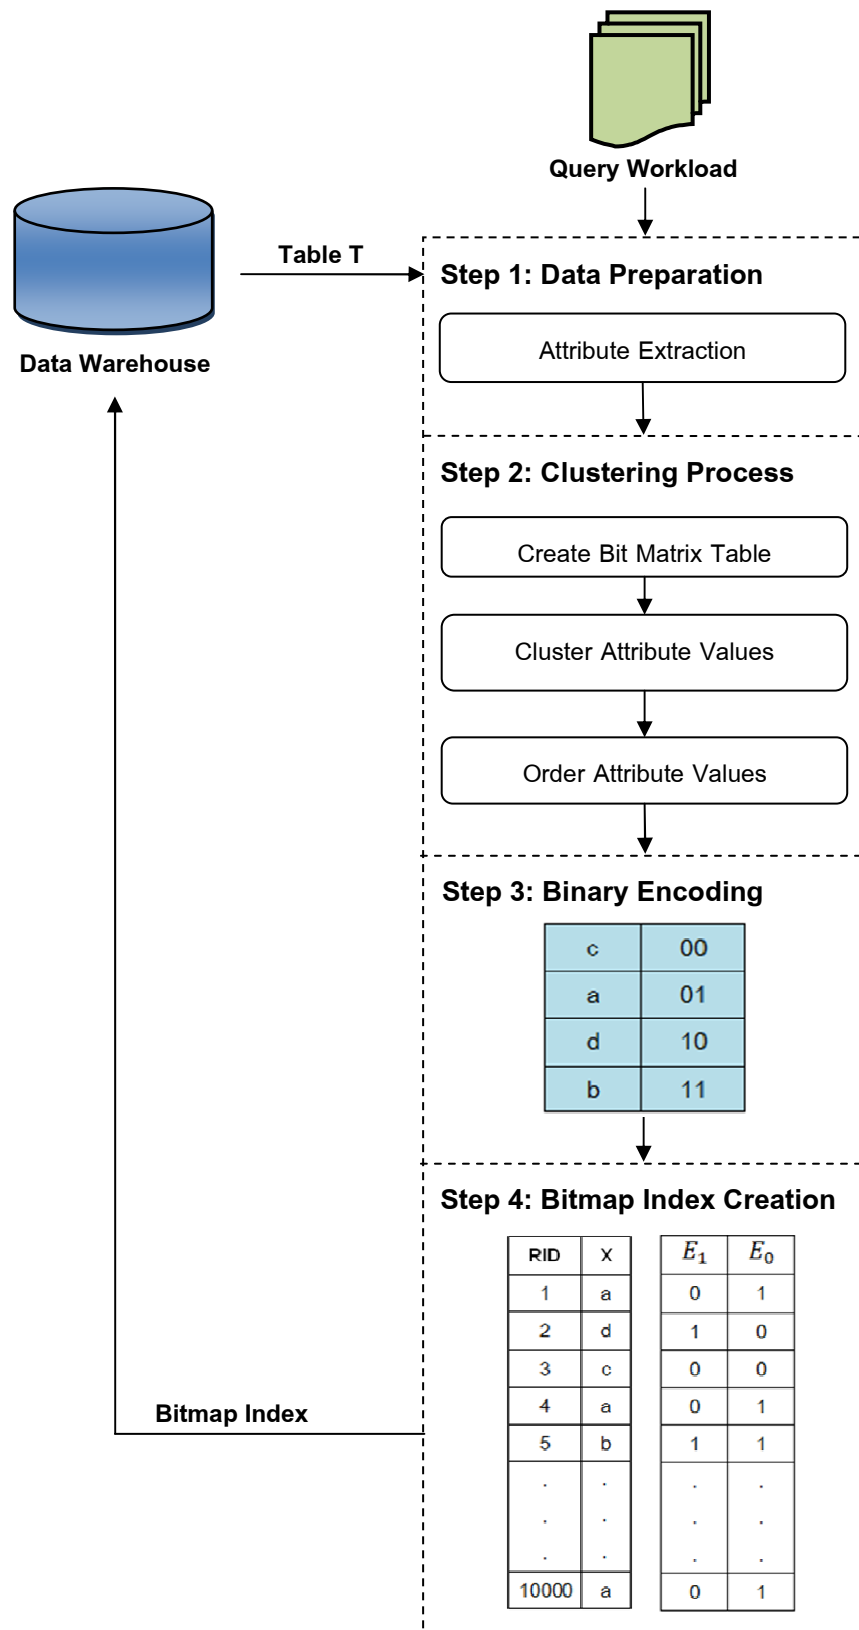 Query Workload
Table T
Data Warehouse
Step 1: Data Preparation
Attribute Extraction
Step 2: Clustering Process
Create Bit Matrix Table
Cluster Attribute Values
Order Attribute Values
Step 3: Binary Encoding
c 00
a 01
d 10
b 11
Step 4: Bitmap Index Creation
RID X E₁ E₀
1 a 0 1
2 d 1 0
3 c 0 0
4 a 0 1
5 b 1 1
. . . .
. . . .
. . . .
10000 a 0 1
Bitmap Index